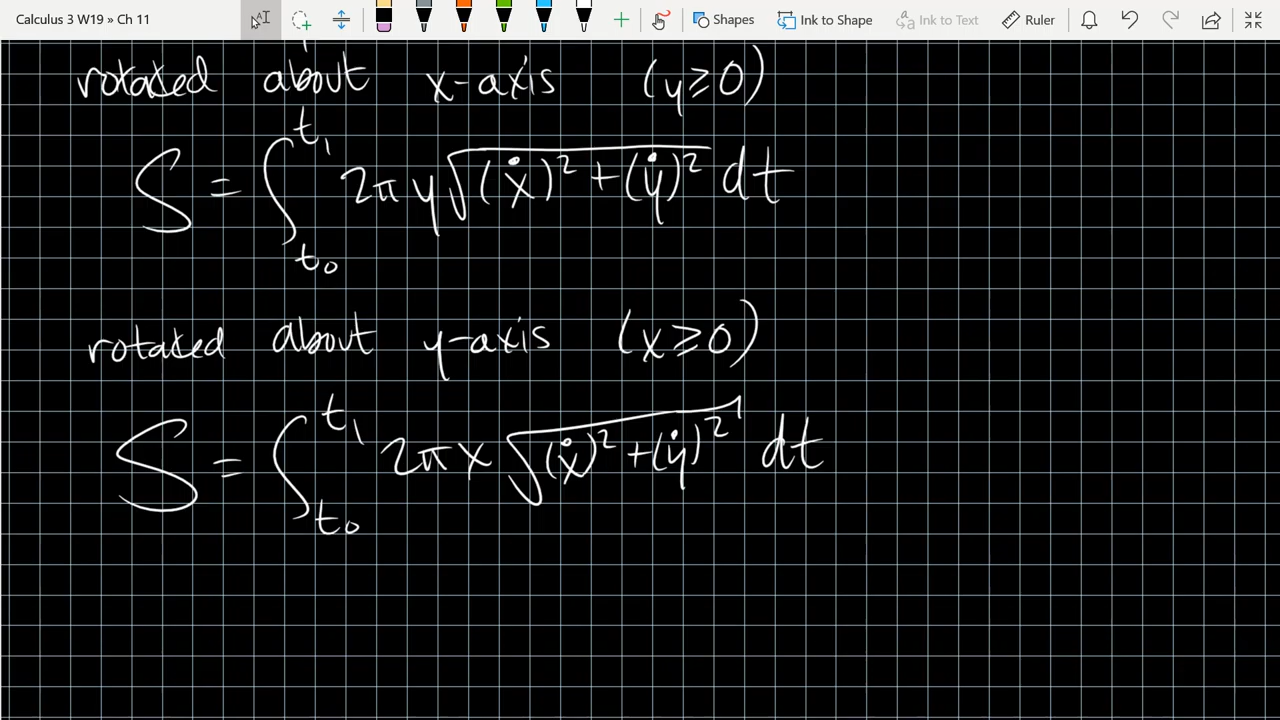 Calculus 3 W19 » Ch 11 Shapes Ink to Shape Ink to Text Ruler
rotated about x-axis (y≥0)
S = ∫_{t₀}^{t₁} 2πy√((ẋ)²+(ẏ)²) dt
rotated about y-axis (x≥0)
S = ∫_{t₀}^{t₁} 2πx√((ẋ)²+(ẏ)²) dt